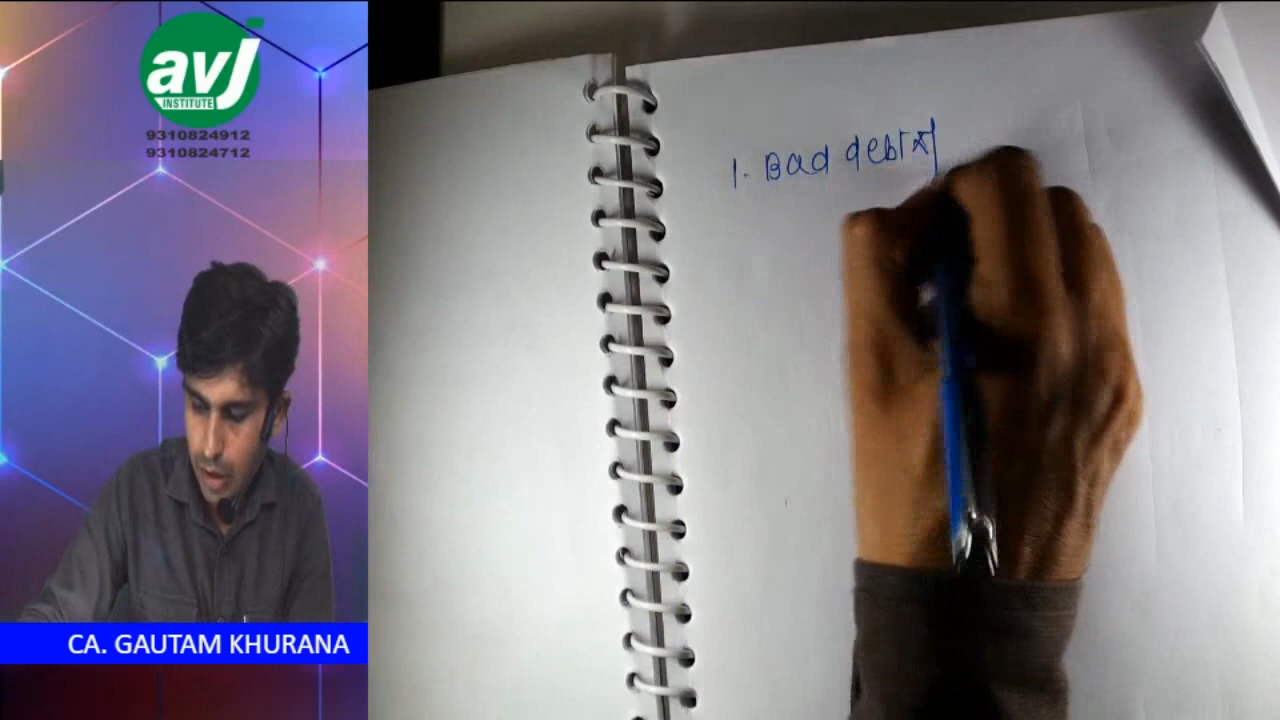 avj
INSTITUTE
9310824912
9310824712
1. Bad debts
CA. GAUTAM KHURANA